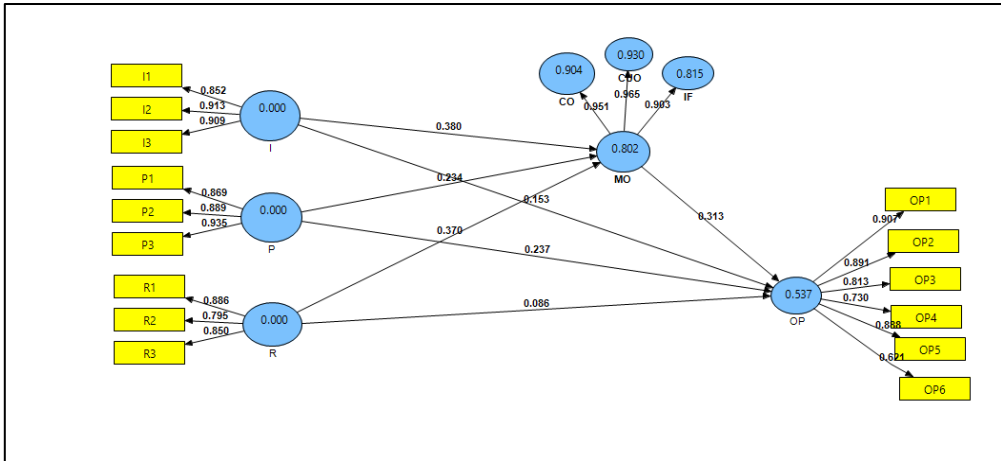 I1
0.852
I2
0.913
I3
0.909
0.000
I
P1
0.869
P2
0.889
P3
0.935
0.000
P
R1
0.886
R2
0.795
R3
0.850
0.000
R
0.380
0.234
0.153
0.370
0.237
0.086
0.904
CO
0.930
CUO
0.815
IF
0.951
0.965
0.903
0.802
MO
0.313
0.537
OP
0.907
OP1
0.891
OP2
0.813
OP3
0.730
OP4
0.888
OP5
0.621
OP6